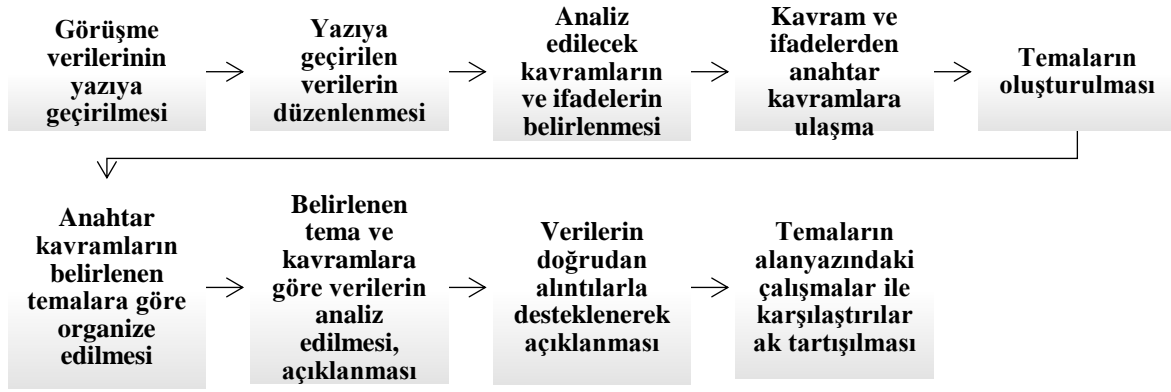 Görüşme
verilerinin
yazıya
geçirilmesi
Yazıya
geçirilen
verilerin
düzenlenmesi
Analiz
edilecek
kavramların
ve ifadelerin
belirlenmesi
Kavram ve
ifadelerden
anahtar
kavramlara
ulaşma
Temaların
oluşturulması
Anahtar
kavramların
belirlenen
temalara göre
organize
edilmesi
Belirlenen
tema ve
kavramlara
göre verilerin
analiz
edilmesi,
açıklanması
Verilerin
doğrudan
alıntılarla
desteklenerek
açıklanması
Temaların
alanyazındaki
çalışmalar ile
karşılaştırılar
ak tartışılması